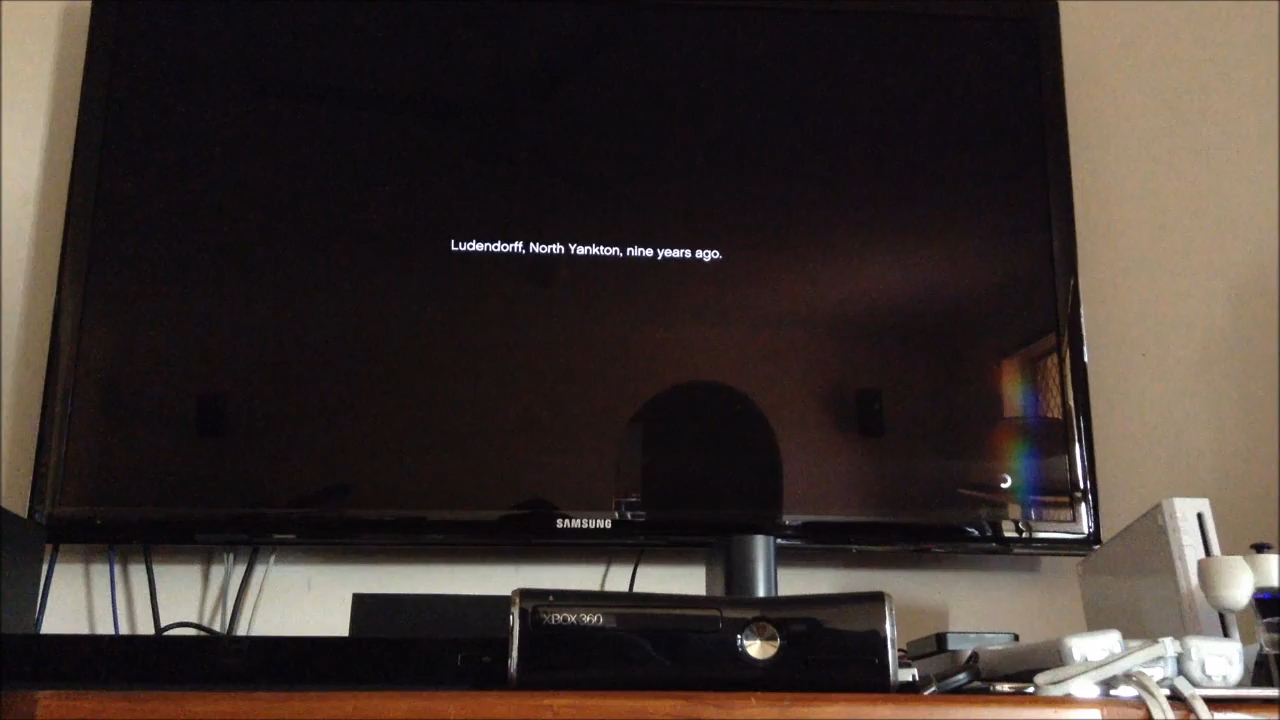 Ludendorff, North Yankton, nine years ago.
SAMSUNG
XBOX 360